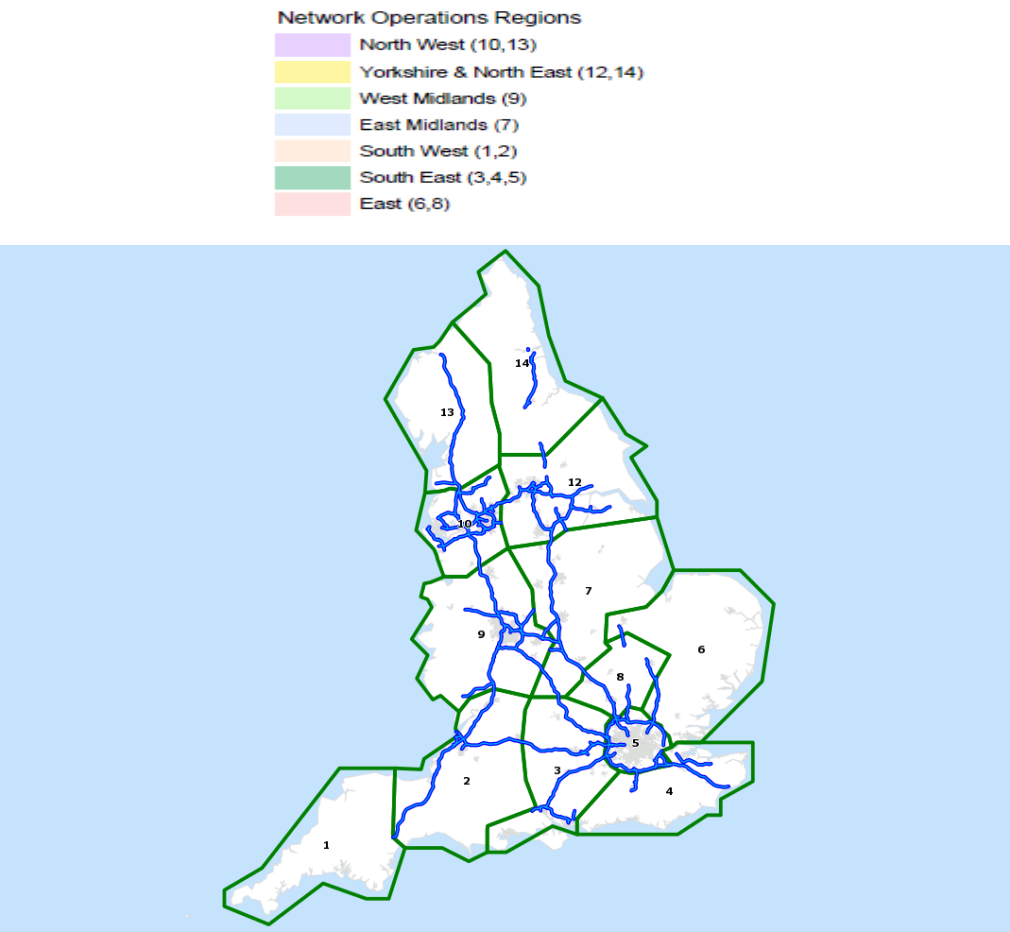 Network Operations Regions
North West (10,13)
Yorkshire & North East (12,14)
West Midlands (9)
East Midlands (7)
South West (1,2)
South East (3,4,5)
East (6,8)
14
13
12
10
7
9
6
8
5
3
2
4
1